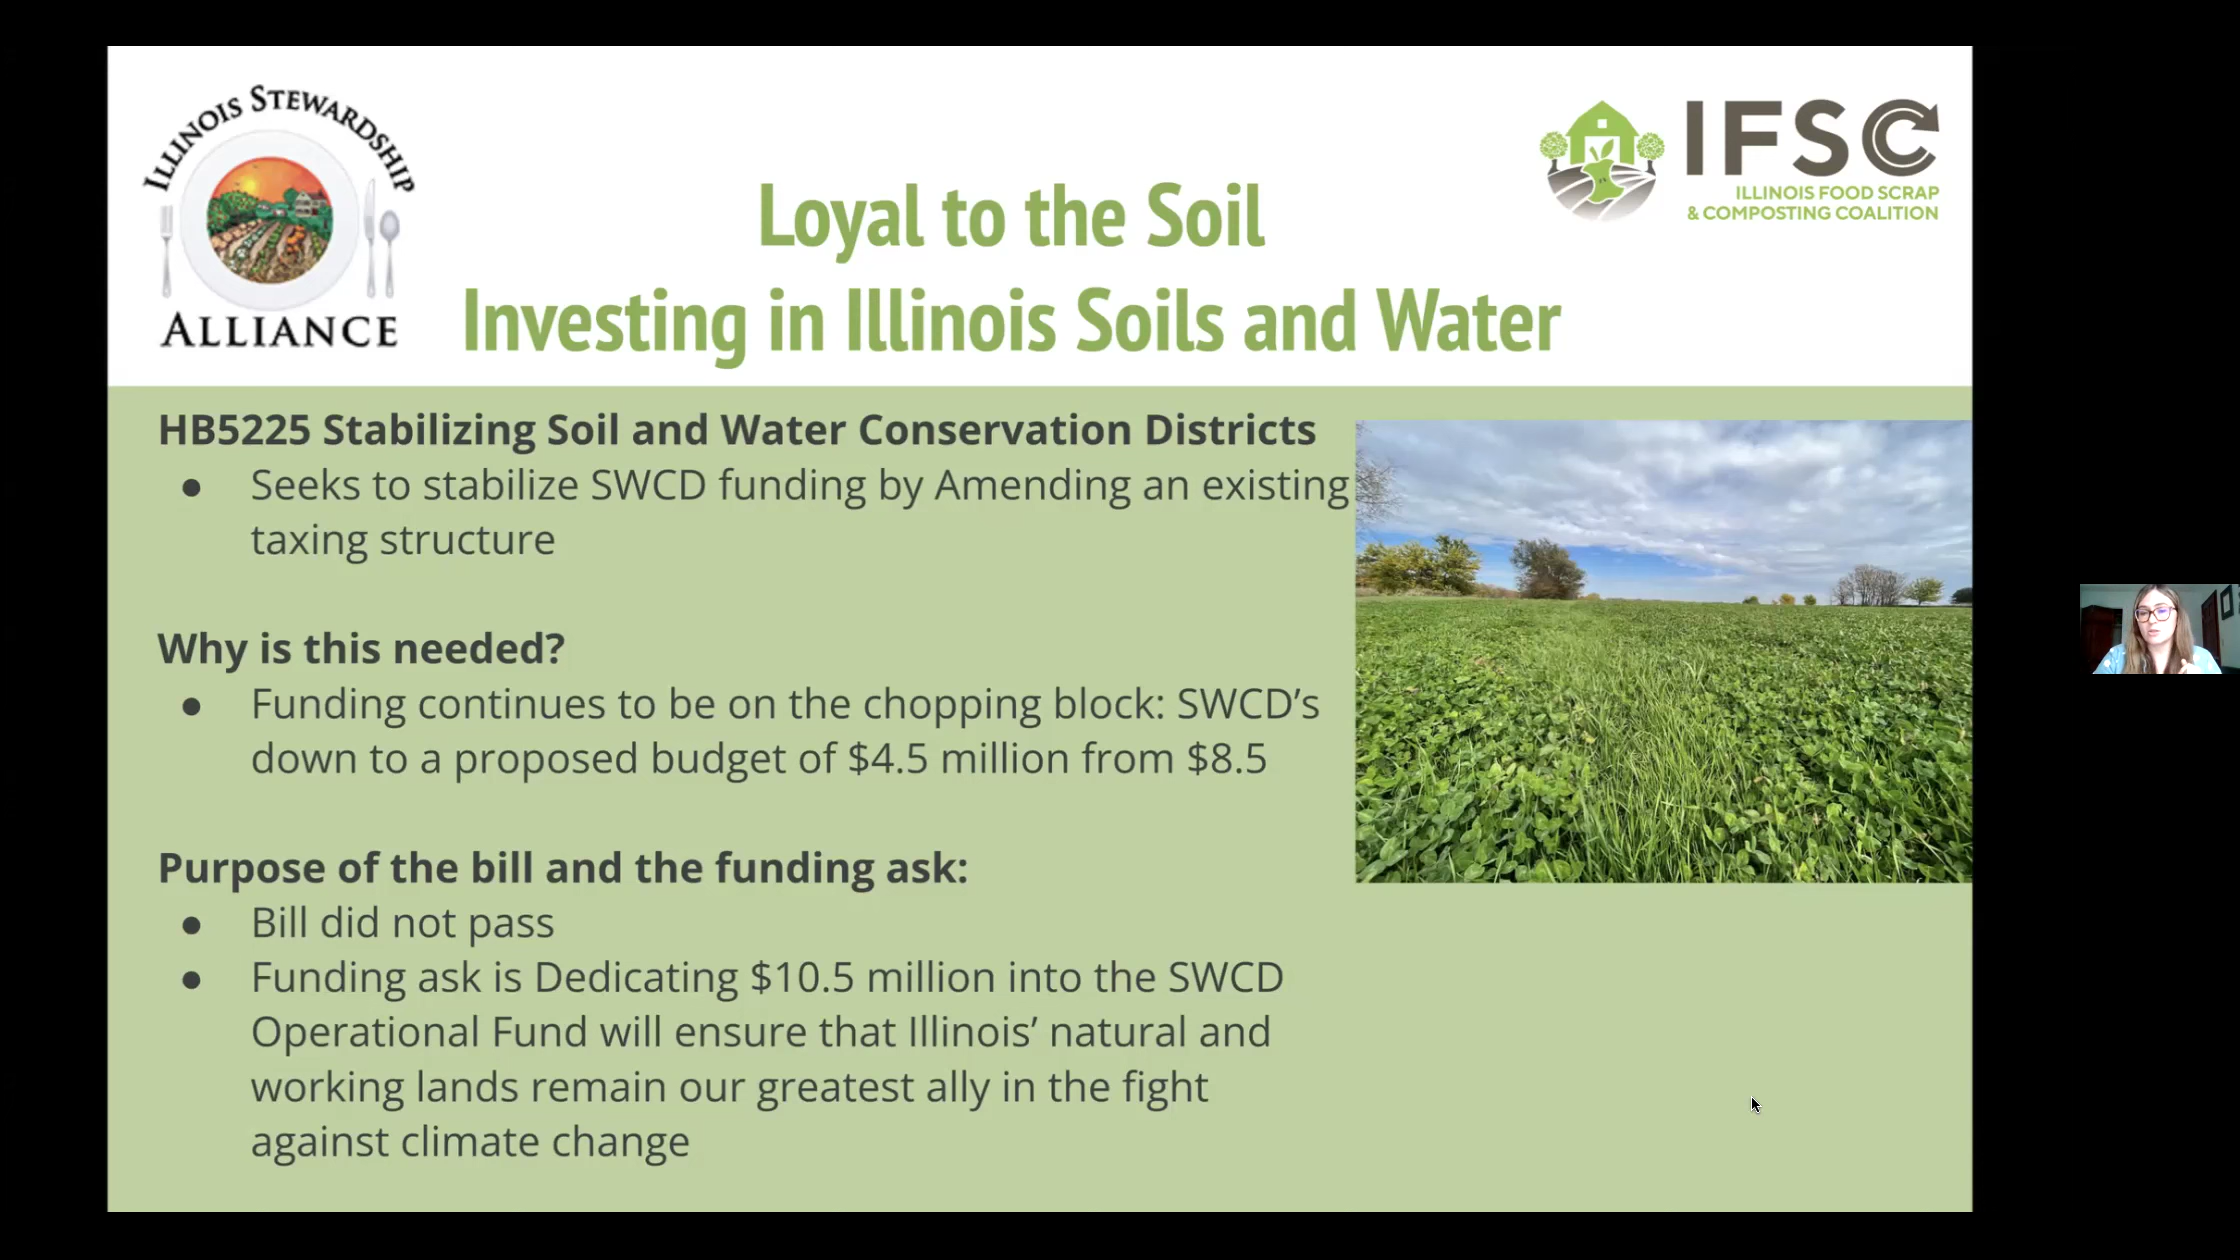 ILLINOIS STEWARDSHIP
ALLIANCE
IFSC
ILLINOIS FOOD SCRAP
& COMPOSTING COALITION
Loyal to the Soil
Investing in Illinois Soils and Water
HB5225 Stabilizing Soil and Water Conservation Districts
● Seeks to stabilize SWCD funding by Amending an existing
taxing structure
Why is this needed?
● Funding continues to be on the chopping block: SWCD’s
down to a proposed budget of $4.5 million from $8.5
Purpose of the bill and the funding ask:
● Bill did not pass
● Funding ask is Dedicating $10.5 million into the SWCD
Operational Fund will ensure that Illinois’ natural and
working lands remain our greatest ally in the fight
against climate change